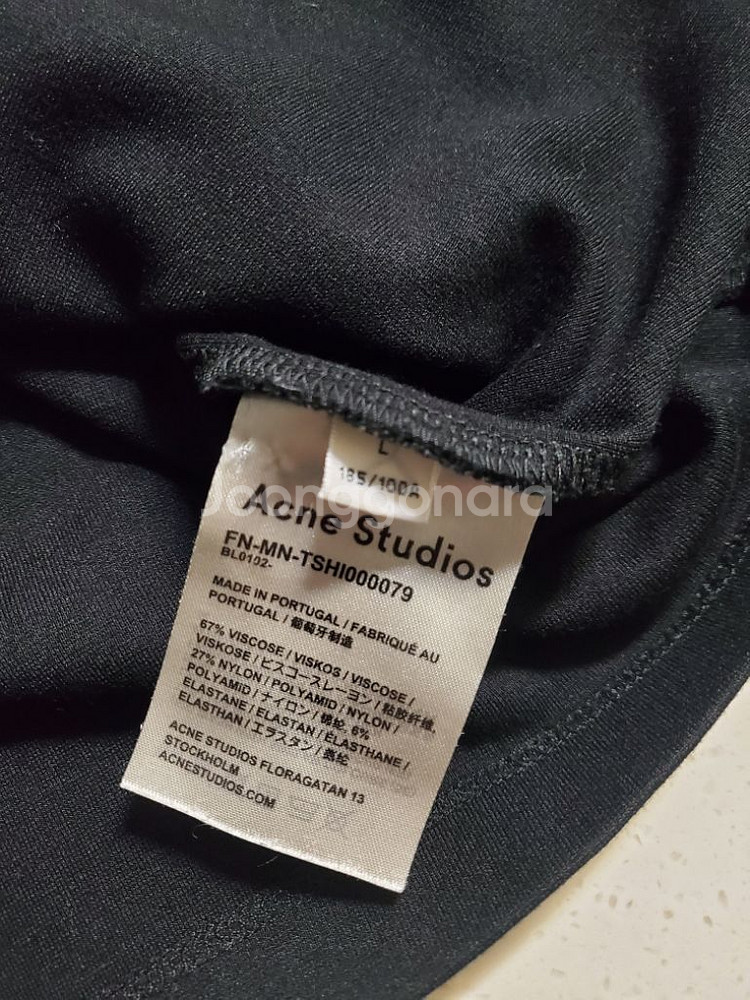 L
185/100A
Joonggonara
Acne Studios
FN-MN-TSHI000079
BL0102-
MADE IN PORTUGAL / FABRIQUÉ AU
PORTUGAL / 葡萄牙制造
67% VISCOSE / VISKOS / VISCOSE /
VISKOSE / ビスコースレーヨン / 粘胶纤维,
27% NYLON / POLYAMID / NYLON /
POLYAMID / ナイロン / 锦纶, 6%
ELASTANE / ELASTAN / ÉLASTHANE /
ELASTHAN / エラスタン / 氨纶
ACNE STUDIOS FLORAGATAN 13
STOCKHOLM
ACNESTUDIOS.COM